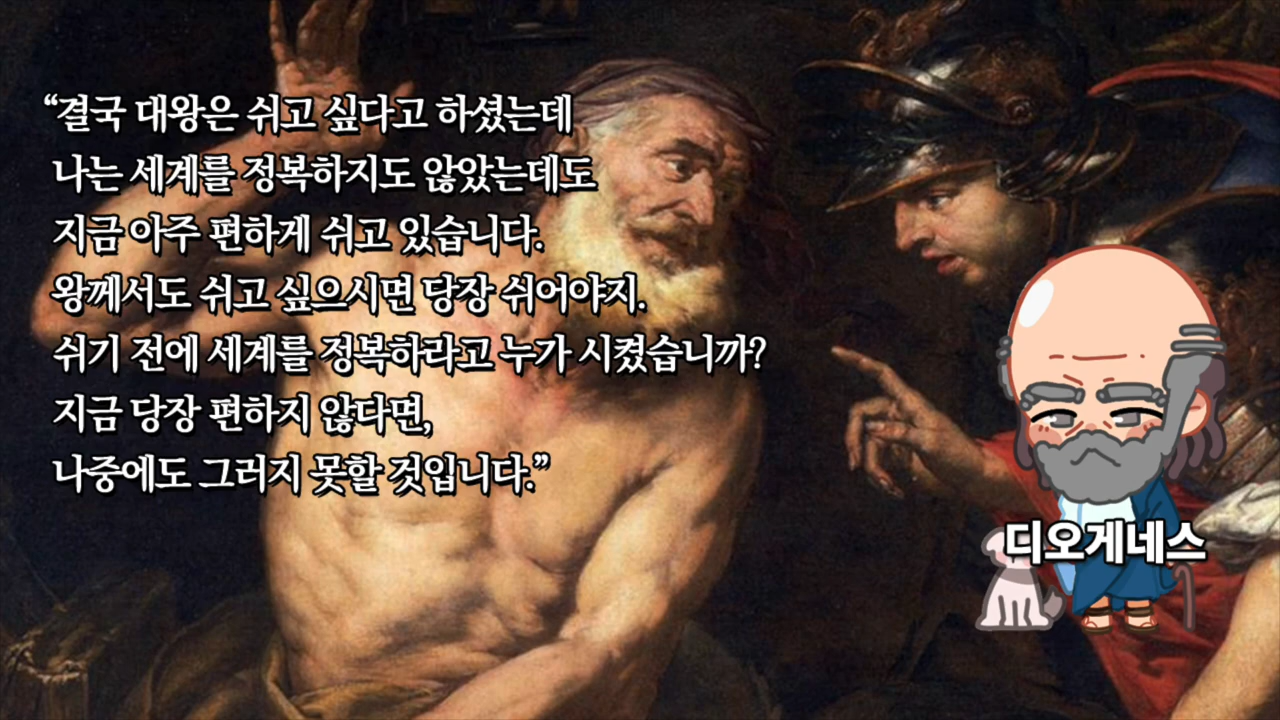 “결국 대왕은 쉬고 싶다고 하셨는데
나는 세계를 정복하지도 않았는데도
지금 아주 편하게 쉬고 있습니다.
왕께서도 쉬고 싶으시면 당장 쉬어야지.
쉬기 전에 세계를 정복하라고 누가 시켰습니까?
지금 당장 편하지 않다면,
나중에도 그러지 못할 것입니다.”
디오게네스